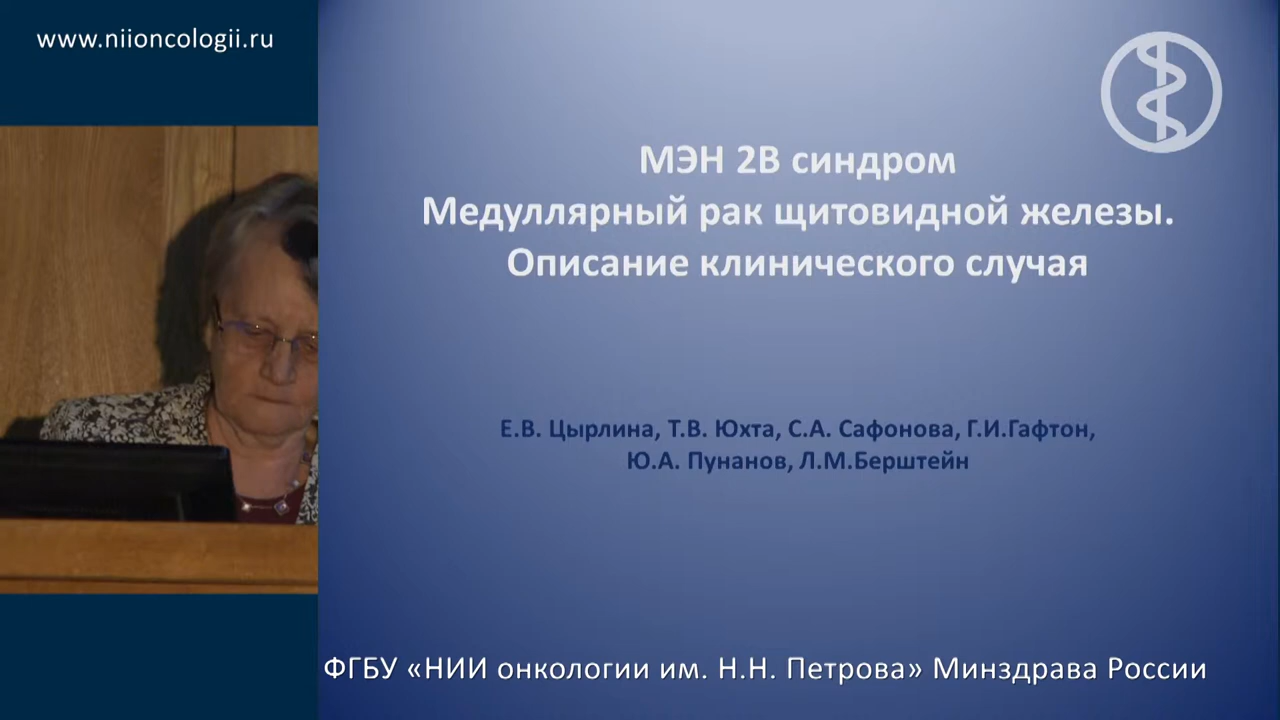 www.niioncologii.ru
МЭН 2В синдром
Медуллярный рак щитовидной железы.
Описание клинического случая
Е.В. Цырлина, Т.В. Юхта, С.А. Сафонова, Г.И.Гафтон,
Ю.А. Пунанов, Л.М.Берштейн
ФГБУ «НИИ онкологии им. Н.Н. Петрова» Минздрава России